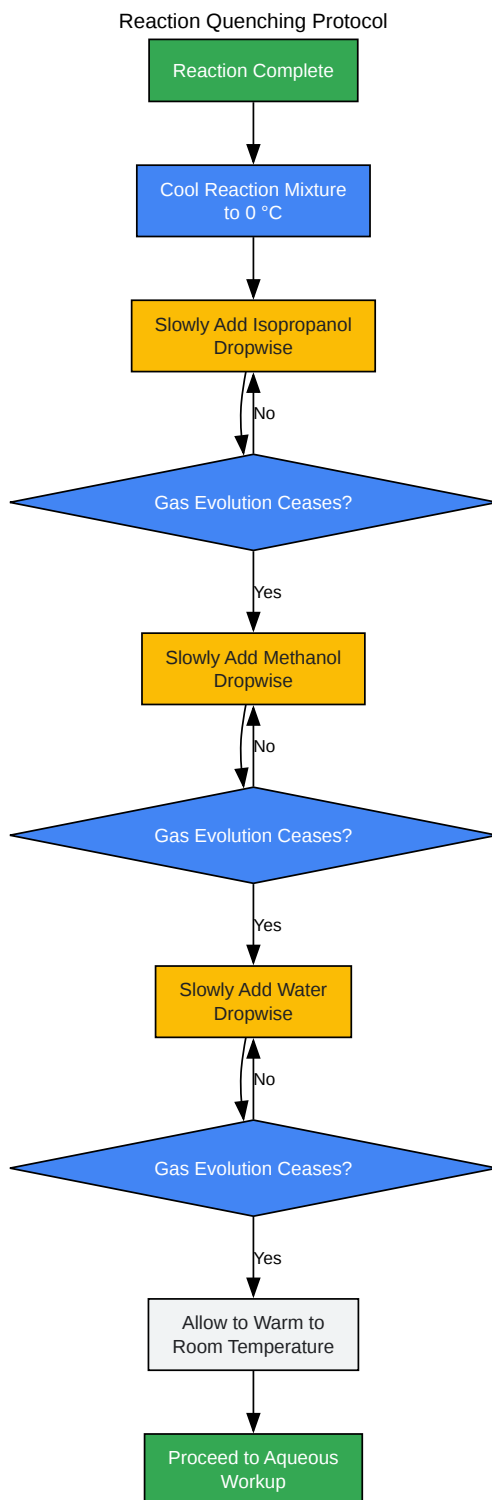 Reaction Quenching Protocol
Reaction Complete
Cool Reaction Mixture
to 0 °C
Slowly Add Isopropanol
Dropwise
No
Gas Evolution Ceases?
Yes
Slowly Add Methanol
Dropwise
No
Gas Evolution Ceases?
Yes
Slowly Add Water
Dropwise
No
Gas Evolution Ceases?
Yes
Allow to Warm to
Room Temperature
Proceed to Aqueous
Workup